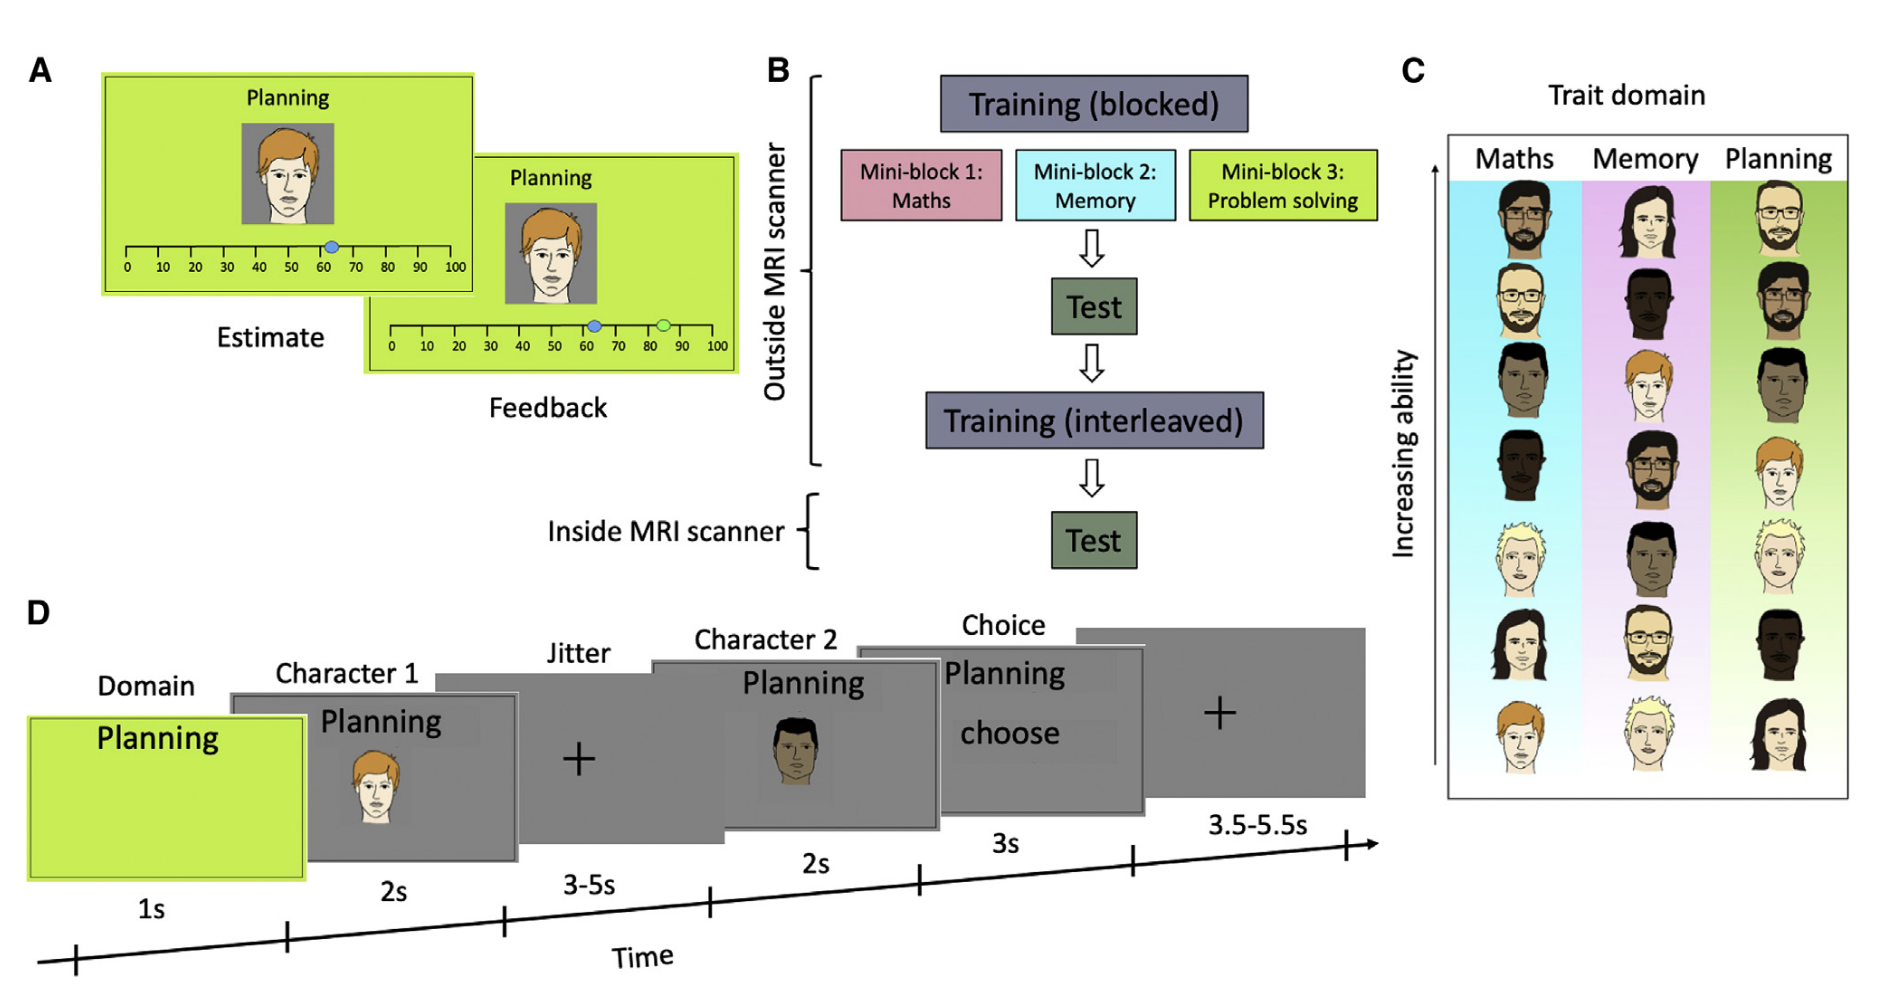 A
Planning
0 10 20 30 40 50 60 70 80 90 100
Estimate
Planning
0 10 20 30 40 50 60 70 80 90 100
Feedback
B
Outside MRI scanner
Training (blocked)
Mini-block 1:
Maths
Mini-block 2:
Memory
Mini-block 3:
Problem solving
Test
Training (interleaved)
Inside MRI scanner
Test
C
Trait domain
Maths Memory Planning
Increasing ability
D
Domain
Planning
1s
Character 1
Planning
2s
Jitter
+
3-5s
Character 2
Planning
2s
Choice
Planning
choose
3s
+
3.5-5.5s
Time